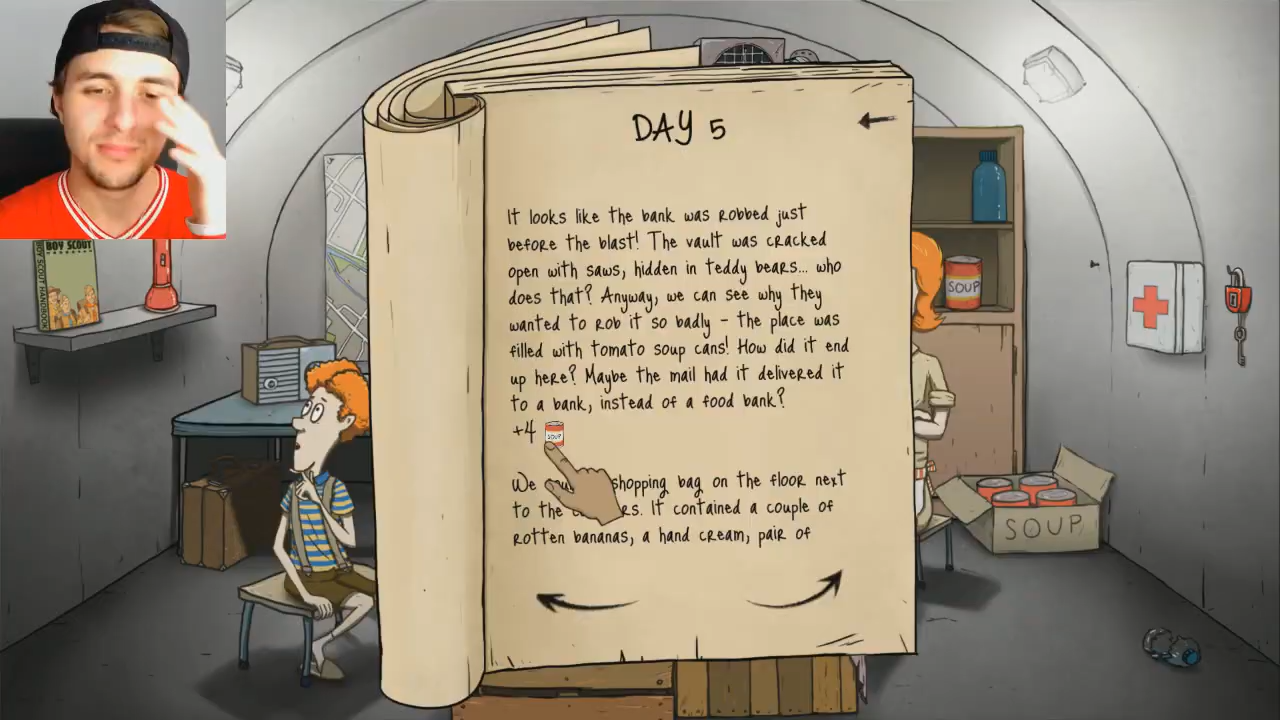 DAY 5
It looks like the bank was robbed just
before the blast! The vault was cracked
open with saws, hidden in teddy bears... who
does that? Anyway, we can see why they
wanted to rob it so badly - the place was
filled with tomato soup cans! How did it end
up here? Maybe the mail had it delivered it
to a bank, instead of a food bank?
+4 SOUP
We shopping bag on the floor next
to the It contained a couple of
rotten bananas, a hand cream, pair of
BOY SCOUT
BOY SCOUT HANDBOOK
SOUP
SOUP